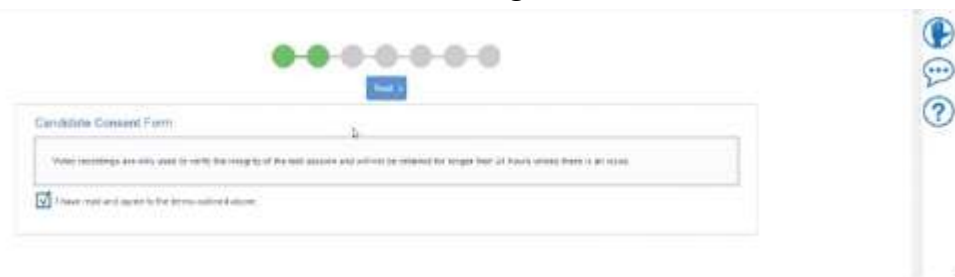 Next >
Candidate Consent Form
Video recordings are only used to verify the integrity of the test session and will not be retained for longer than 24 hours unless there is an issue.
I have read and agree to the terms outlined above.
?